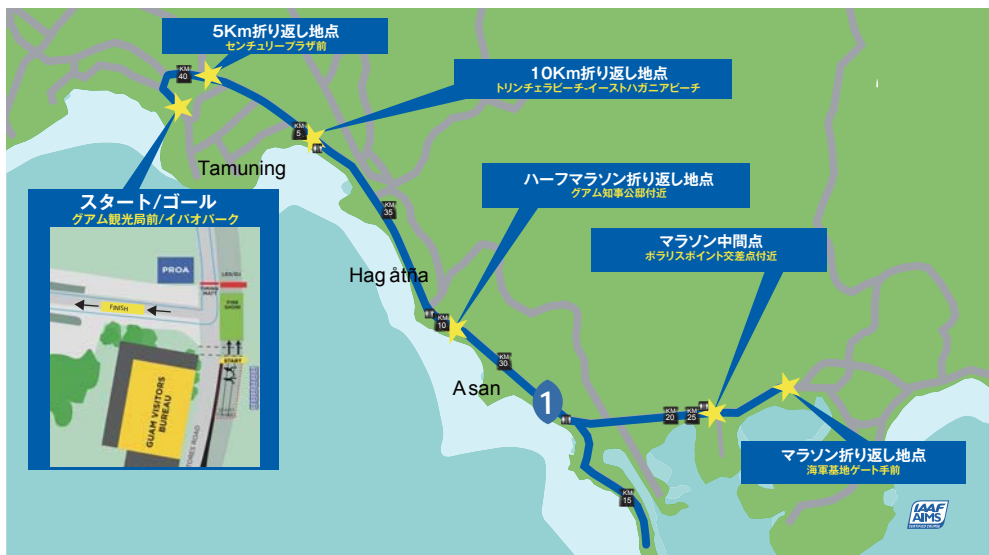 5Km折り返し地点
センチュリープラザ前
KM
40
10Km折り返し地点
トリンチェラビーチ-イーストハガニアビーチ
KM
5
Tamuning
ハーフマラソン折り返し地点
グアム知事公邸付近
スタート/ゴール
グアム観光局前/イパオパーク
KM
35
マラソン中間点
ポラリスポイント交差点付近
PROA
LED/DJ
TIMING
MATT
FINISH
Hag åtña
KM
10
START
KM
30
Asan
GUAM VISITORS
BUREAU
1
KM
20
KM
25
マラソン折り返し地点
海軍基地ゲート手前
KM
15
IAAF
AIMS
CERTIFIED COURSE